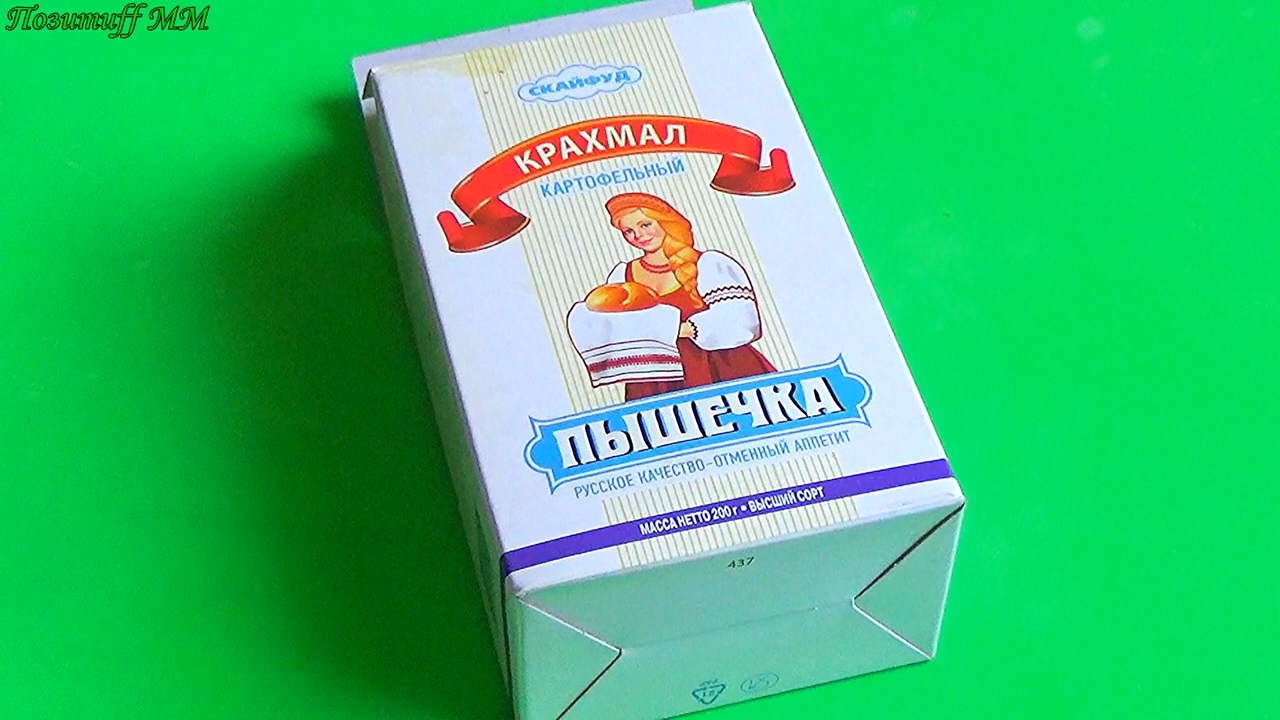 Позитиff ММ
СКАЙФУД
КРАХМАЛ
КАРТОФЕЛЬНЫЙ
ПЫШЕЧКА
РУССКОЕ КАЧЕСТВО-ОТМЕННЫЙ АППЕТИТ
МАССА НЕТТО 200 г • ВЫСШИЙ СОРТ
437